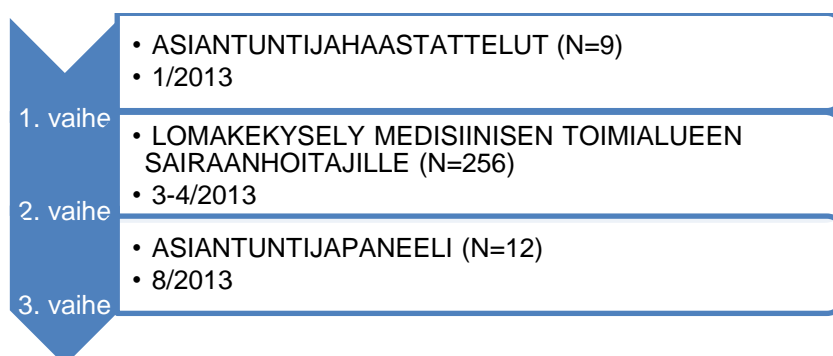 1. vaihe
• ASIANTUNTIJAHAASTATTELUT (N=9)
• 1/2013
2. vaihe
• LOMAKEKYSELY MEDISIINISEN TOIMIALUEEN
SAIRAANHOITAJILLE (N=256)
• 3-4/2013
3. vaihe
• ASIANTUNTIJAPANEELI (N=12)
• 8/2013